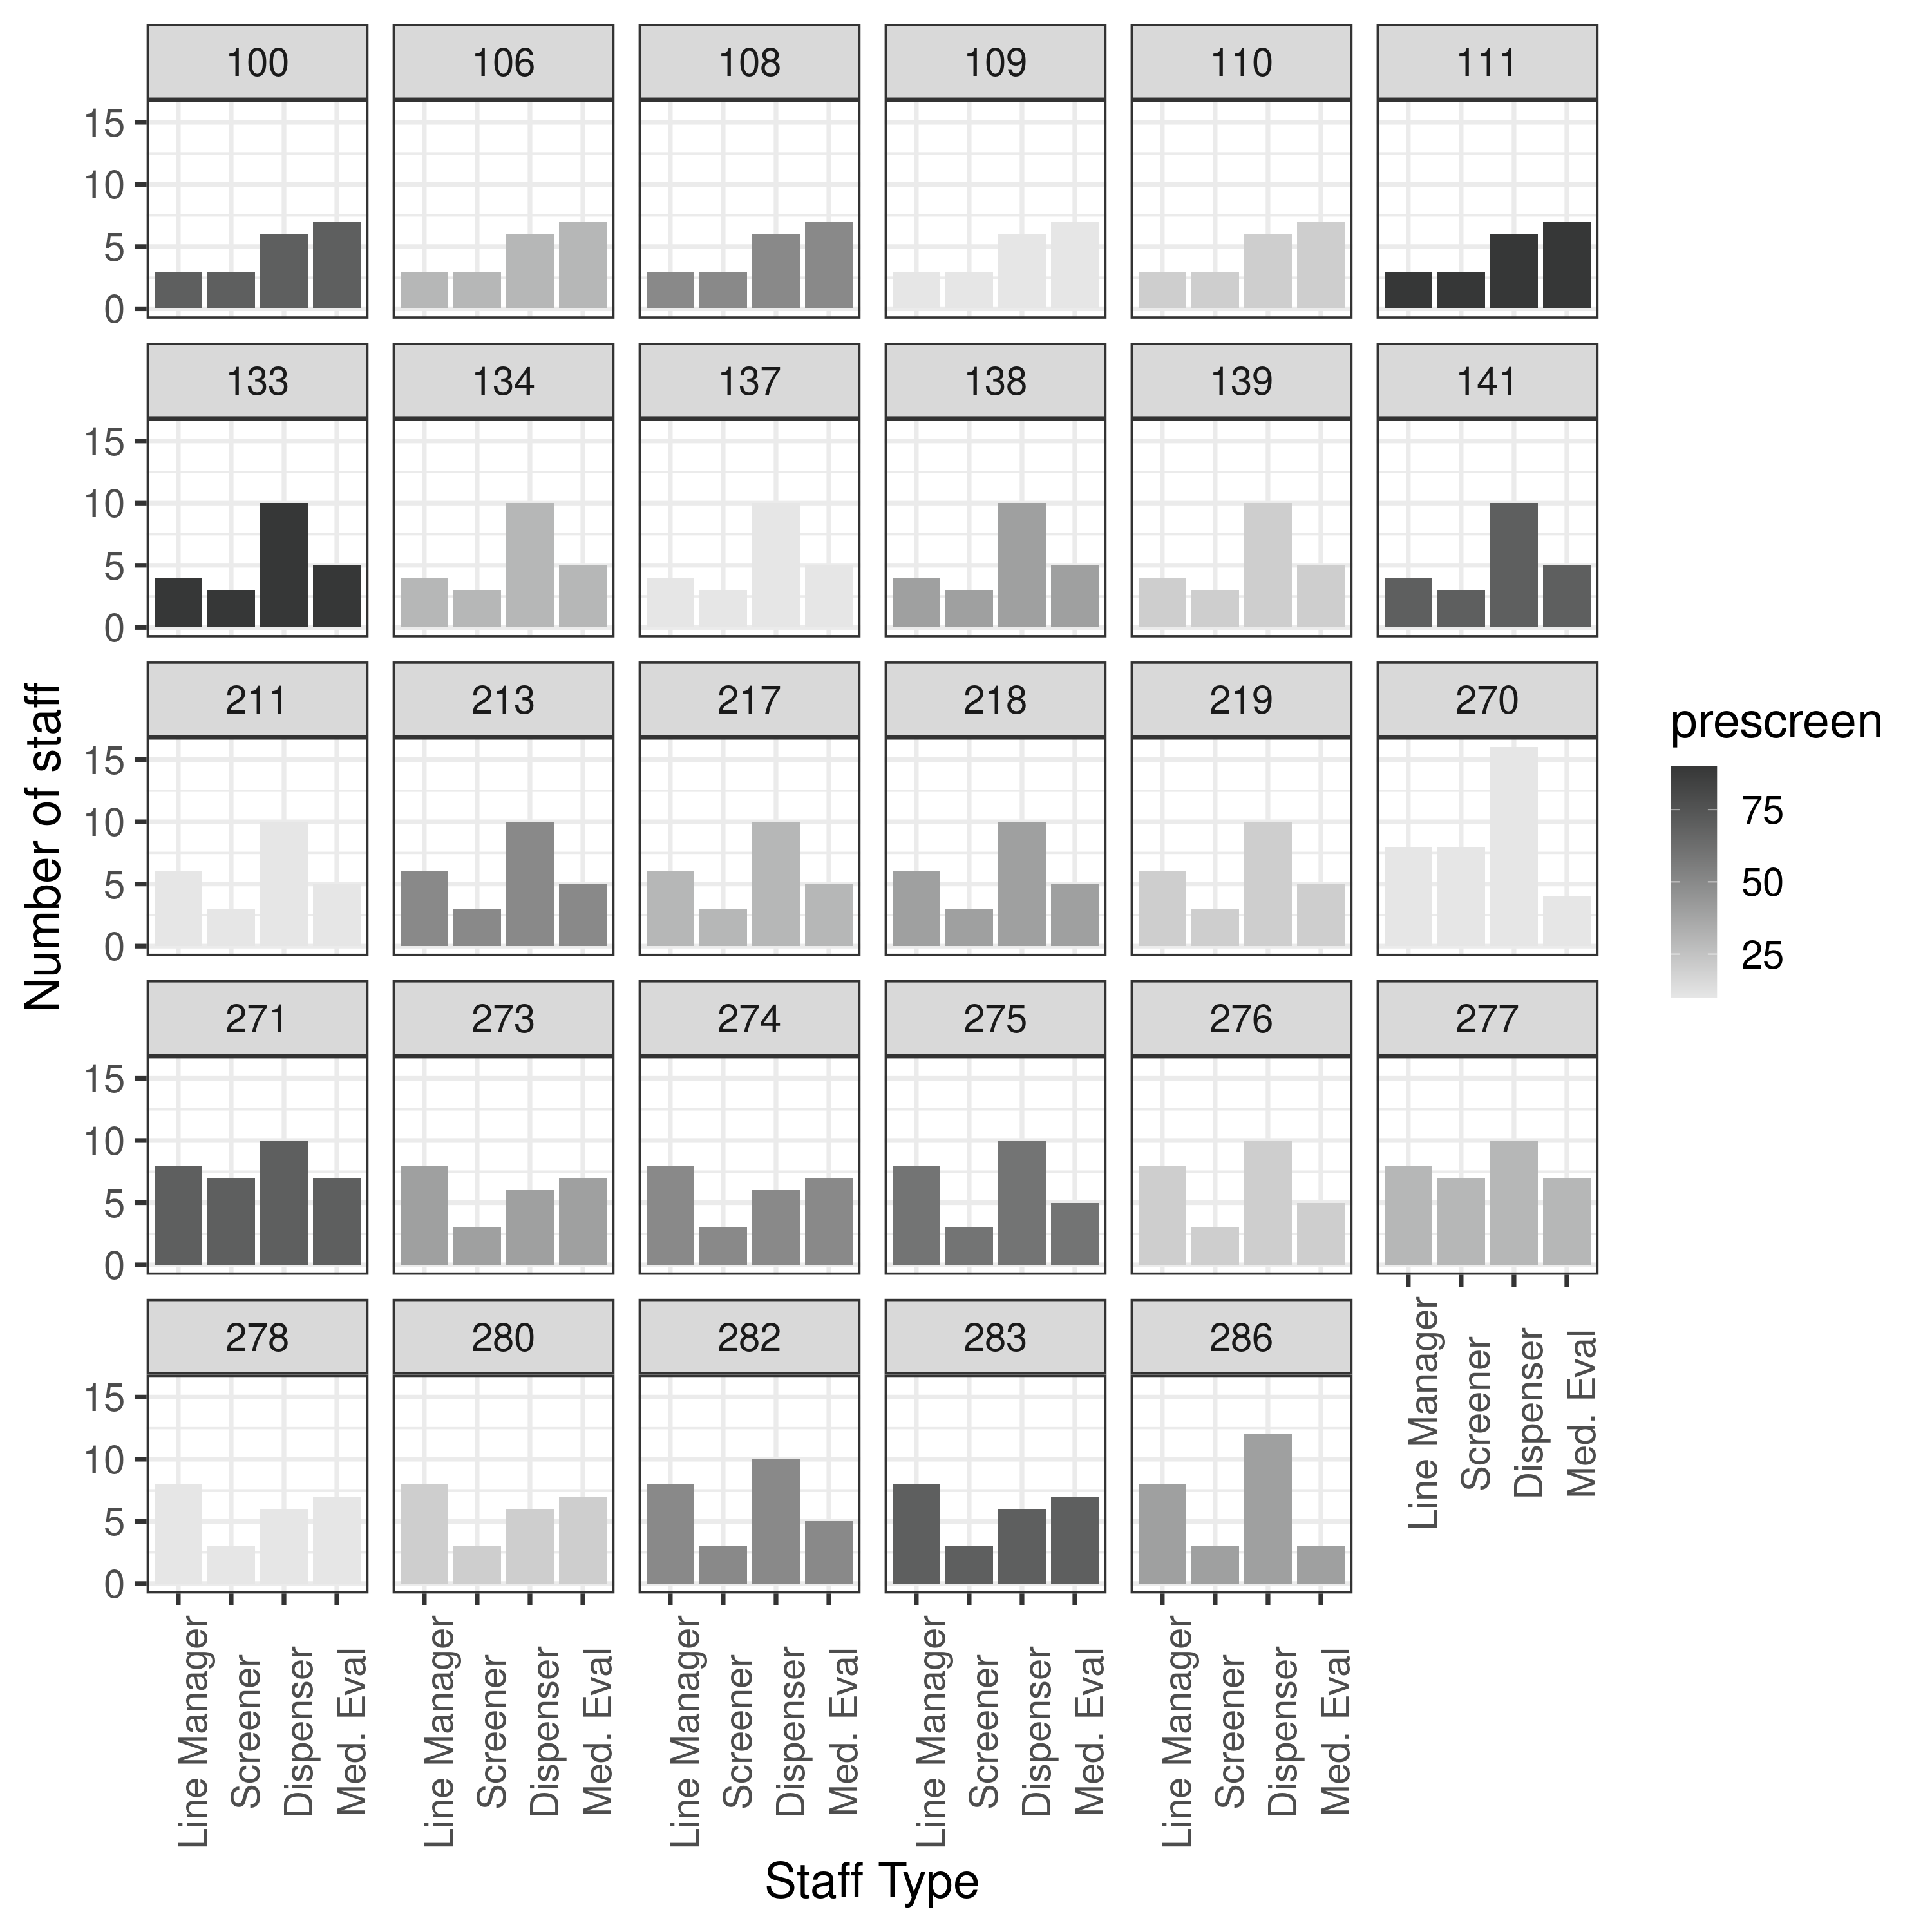 100 106 108 109 110 111
15
10
5
0
133 134 137 138 139 141
15
10
5
0
211 213 217 218 219 270
15
10
5
0
271 273 274 275 276 277
15
10
5
0
Line Manager
Screener
Dispenser
Med. Eval
278 280 282 283 286
15
10
5
0
Line Manager
Screener
Dispenser
Med. Eval
Line Manager
Screener
Dispenser
Med. Eval
Line Manager
Screener
Dispenser
Med. Eval
Line Manager
Screener
Dispenser
Med. Eval
Line Manager
Screener
Dispenser
Med. Eval
Staff Type
Number of staff
prescreen
75
50
25